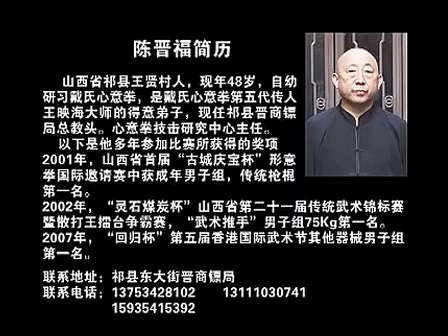 陈晋福简历
山西省祁县王贤村人，现年48岁，自幼
研习戴氏心意拳，是戴氏心意拳第五代传人
王映海大师的得意弟子，现任祁县晋商镖
局总教头。心意拳技击研究中心主任。
以下是他多年参加比赛所获得的奖项
2001年，山西省首届“古城庆宝杯”形意
拳国际邀请赛中获成年男子组，传统枪棍
第一名。
2002年，“灵石煤炭杯”山西省第二十一届传统武术锦标赛
暨散打王擂台争霸赛，“武术推手”男子组75Kg第一名。
2007年，“回归杯”第五届香港国际武术节其他器械男子组
第一名。
联系地址：祁县东大街晋商镖局
联系电话：13753428102 13111030741
15935415392